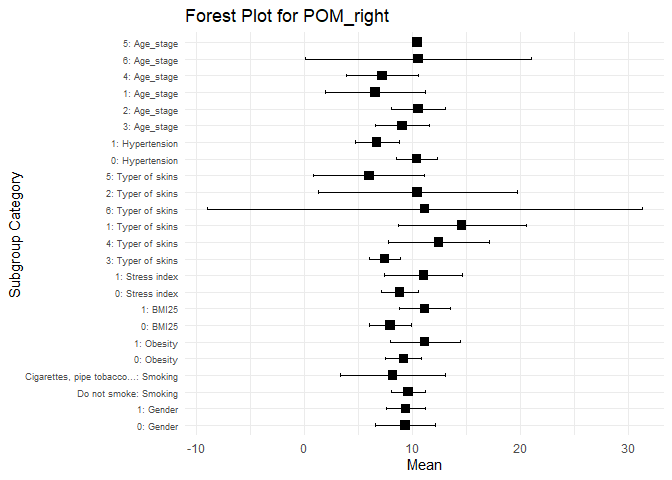 Forest Plot for POM_right
Subgroup Category
5: Age_stage
6: Age_stage
4: Age_stage
1: Age_stage
2: Age_stage
3: Age_stage
1: Hypertension
0: Hypertension
5: Typer of skins
2: Typer of skins
6: Typer of skins
1: Typer of skins
4: Typer of skins
3: Typer of skins
1: Stress index
0: Stress index
1: BMI25
0: BMI25
1: Obesity
0: Obesity
Cigarettes, pipe tobacco...: Smoking
Do not smoke: Smoking
1: Gender
0: Gender
-10 0 10 20 30
Mean